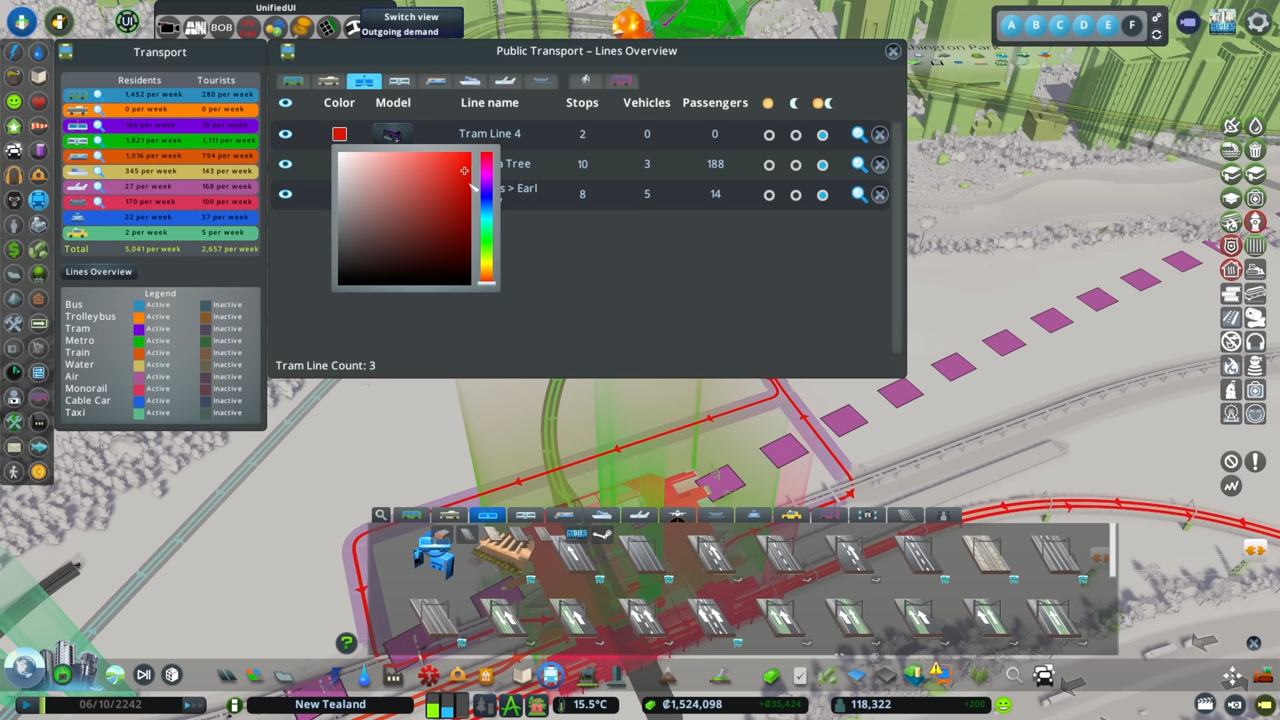 UnifiedUI
Switch view
Outgoing demand
UI
BOB
A B C D E F
Transport
Residents Tourists
1,452 per week 280 per week
0 per week 0 per week
1,821 per week 1,111 per week
1,016 per week 794 per week
345 per week 143 per week
27 per week 168 per week
170 per week 100 per week
22 per week 37 per week
2 per week 5 per week
Total 5,041 per week 2,657 per week
Lines Overview
Legend
Bus Active Inactive
Trolleybus Active Inactive
Tram Active Inactive
Metro Active Inactive
Train Active Inactive
Water Active Inactive
Air Active Inactive
Monorail Active Inactive
Cable Car Active Inactive
Taxi Active Inactive
Public Transport – Lines Overview
Color Model Line name Stops Vehicles Passengers
Tram Line 4 2 0 0
Tree 10 3 188
s > Earl 8 5 14
Tram Line Count: 3
06/10/2242
New Zealand
15.5°C
₡1,524,098
+₡35,424
118,322
+200